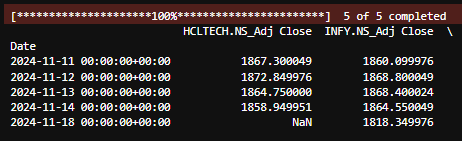 [*********************100%***********************]  5 of 5 completed
HCLTECH.NS_Adj Close  INFY.NS_Adj Close  \
Date
2024-11-11 00:00:00+00:00  1867.300049  1860.099976
2024-11-12 00:00:00+00:00  1872.849976  1868.800049
2024-11-13 00:00:00+00:00  1864.750000  1868.400024
2024-11-14 00:00:00+00:00  1858.949951  1864.550049
2024-11-18 00:00:00+00:00  NaN  1818.349976